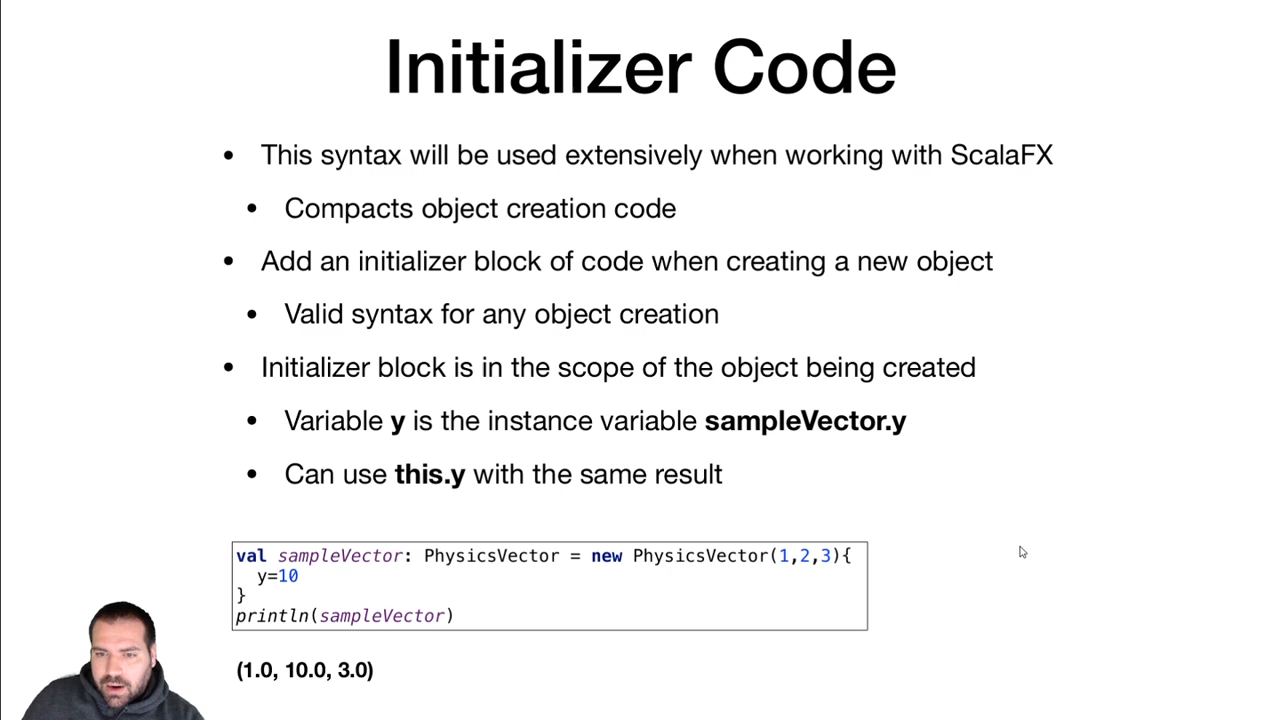 Initializer Code
• This syntax will be used extensively when working with ScalaFX
• Compacts object creation code
• Add an initializer block of code when creating a new object
• Valid syntax for any object creation
• Initializer block is in the scope of the object being created
• Variable y is the instance variable sampleVector.y
• Can use this.y with the same result
val sampleVector: PhysicsVector = new PhysicsVector(1,2,3){
  y=10
}
println(sampleVector)
(1.0, 10.0, 3.0)